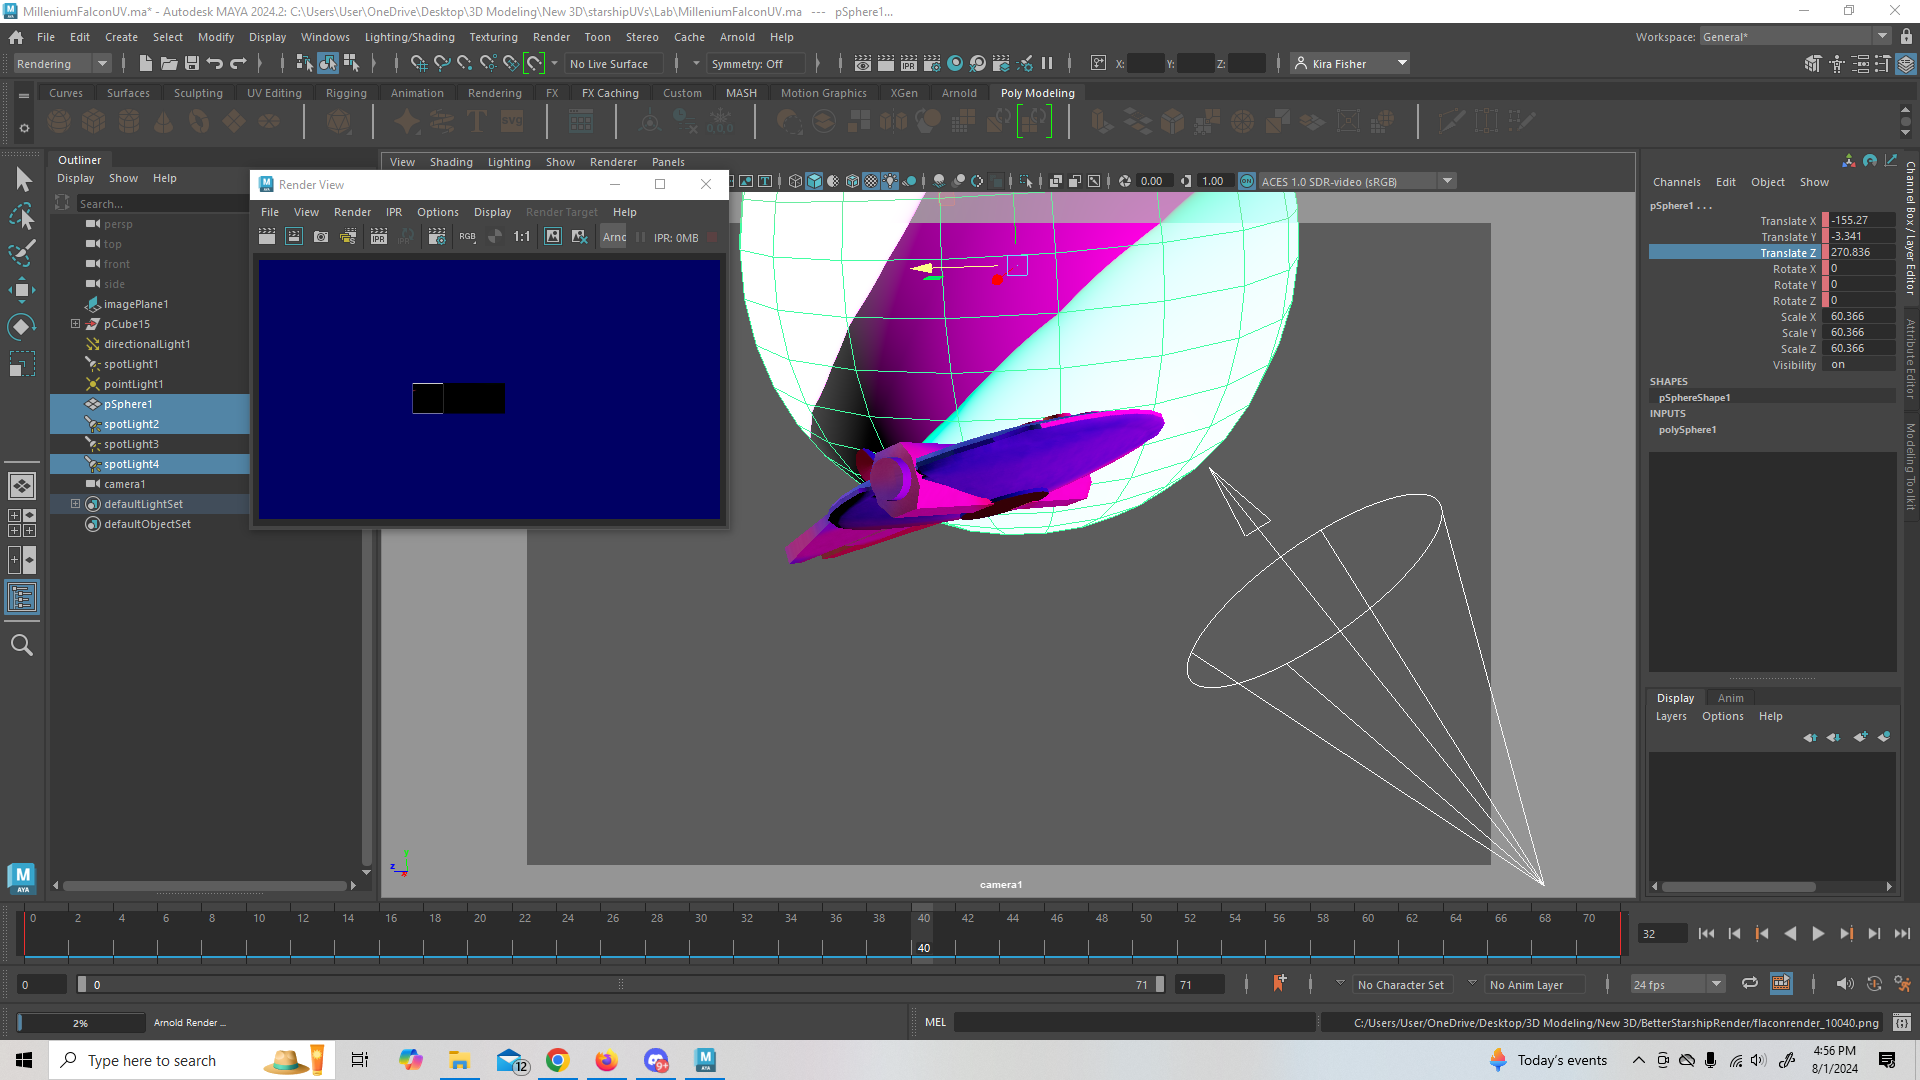 MilleniumFalconUV.ma* - Autodesk MAYA 2024.2: C:\Users\User\OneDrive\Desktop\3D Modeling\New 3D\starshipUVs\Lab\MilleniumFalconUV.ma --- pSphere1...
File Edit Create Select Modify Display Windows Lighting/Shading Texturing Render Toon Stereo Cache Arnold Help
Workspace: General*
Rendering
No Live Surface
Symmetry: Off
IPR
X:
Y:
Z:
Kira Fisher
Curves Surfaces Sculpting UV Editing Rigging Animation Rendering FX FX Caching Custom MASH Motion Graphics XGen Arnold Poly Modeling
Outliner
Display Show Help
Search...
persp
top
front
side
imagePlane1
pCube15
directionalLight1
spotLight1
pointLight1
pSphere1
spotLight2
spotLight3
spotLight4
camera1
defaultLightSet
defaultObjectSet
View Shading Lighting Show Renderer Panels
0.00
1.00
ACES 1.0 SDR-video (sRGB)
Render View
File View Render IPR Options Display Render Target Help
IPR
RGB
1:1
Arno
IPR: 0MB
camera1
Channels Edit Object Show
pSphere1 . . .
Translate X -155.27
Translate Y -3.341
Translate Z 270.836
Rotate X 0
Rotate Y 0
Rotate Z 0
Scale X 60.366
Scale Y 60.366
Scale Z 60.366
Visibility on
SHAPES
pSphereShape1
INPUTS
polySphere1
Channel Box / Layer Editor
Attribute Editor
Modeling Toolkit
Display Anim
Layers Options Help
0 2 4 6 8 10 12 14 16 18 20 22 24 26 28 30 32 34 36 38 40 42 44 46 48 50 52 54 56 58 60 62 64 66 68 70
40
32
0
0
71
71
No Character Set
No Anim Layer
24 fps
2%
Arnold Render ...
MEL
C:/Users/User/OneDrive/Desktop/3D Modeling/New 3D/BetterStarshipRender/flaconrender_10040.png
Type here to search
12
9+
Today's events
4:56 PM
8/1/2024